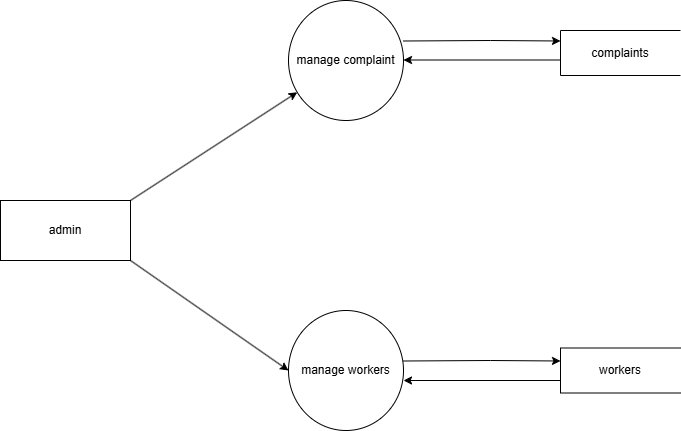 manage complaint
complaints
admin
manage workers
workers